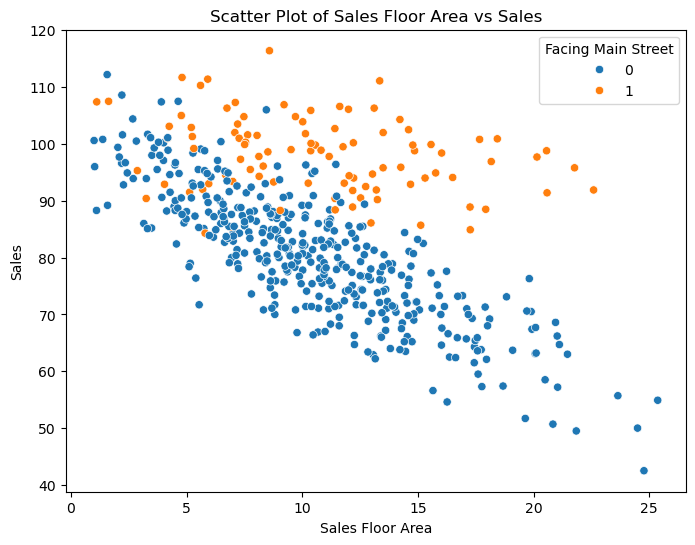 Scatter Plot of Sales Floor Area vs Sales
120
110
100
90
80
70
60
50
40
Sales
Facing Main Street
0
1
0 5 10 15 20 25
Sales Floor Area